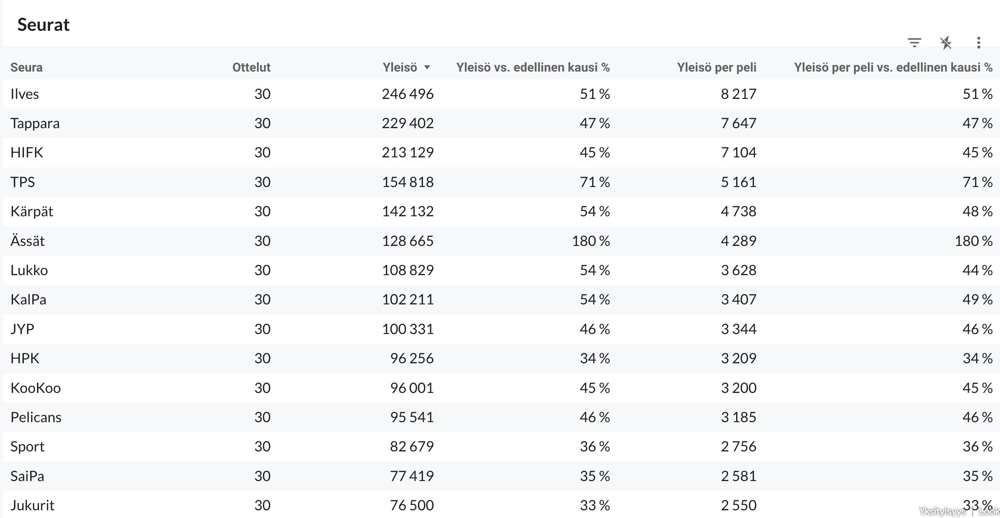 Seurat
Seura Ottelut Yleisö Yleisö vs. edellinen kausi % Yleisö per peli Yleisö per peli vs. edellinen kausi %
Ilves 30 246 496 51 % 8 217 51 %
Tappara 30 229 402 47 % 7 647 47 %
HIFK 30 213 129 45 % 7 104 45 %
TPS 30 154 818 71 % 5 161 71 %
Kärpät 30 142 132 54 % 4 738 48 %
Ässät 30 128 665 180 % 4 289 180 %
Lukko 30 108 829 54 % 3 628 44 %
KalPa 30 102 211 54 % 3 407 49 %
JYP 30 100 331 46 % 3 344 46 %
HPK 30 96 256 34 % 3 209 34 %
KooKoo 30 96 001 45 % 3 200 45 %
Pelicans 30 95 541 46 % 3 185 46 %
Sport 30 82 679 36 % 2 756 36 %
SaiPa 30 77 419 35 % 2 581 35 %
Jukurit 30 76 500 33 % 2 550 33 %
Yksityisyys | Look